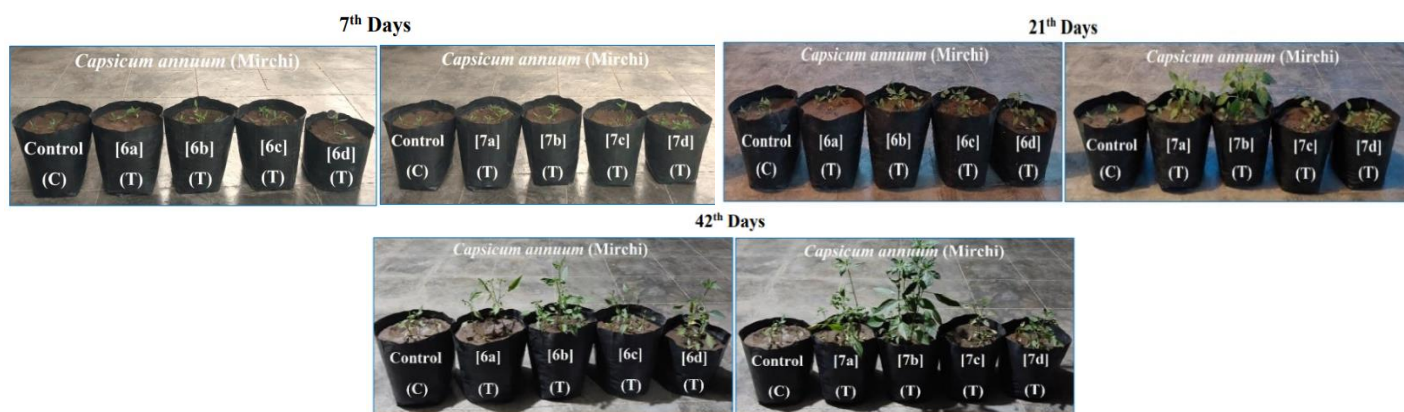 7th Days
21th Days
Capsicum annuum (Mirchi)
Control [6a] [6b] [6c] [6d]
(C) (T) (T) (T) (T)
Capsicum annuum (Mirchi)
Control [7a] [7b] [7c] [7d]
(C) (T) (T) (T) (T)
Capsicum annuum (Mirchi)
Control [6a] [6b] [6c] [6d]
(C) (T) (T) (T) (T)
Capsicum annuum (Mirchi)
Control [7a] [7b] [7c] [7d]
(C) (T) (T) (T) (T)
42th Days
Capsicum annuum (Mirchi)
Control [6a] [6b] [6c] [6d]
(C) (T) (T) (T) (T)
Capsicum annuum (Mirchi)
Control [7a] [7b] [7c] [7d]
(C) (T) (T) (T) (T)